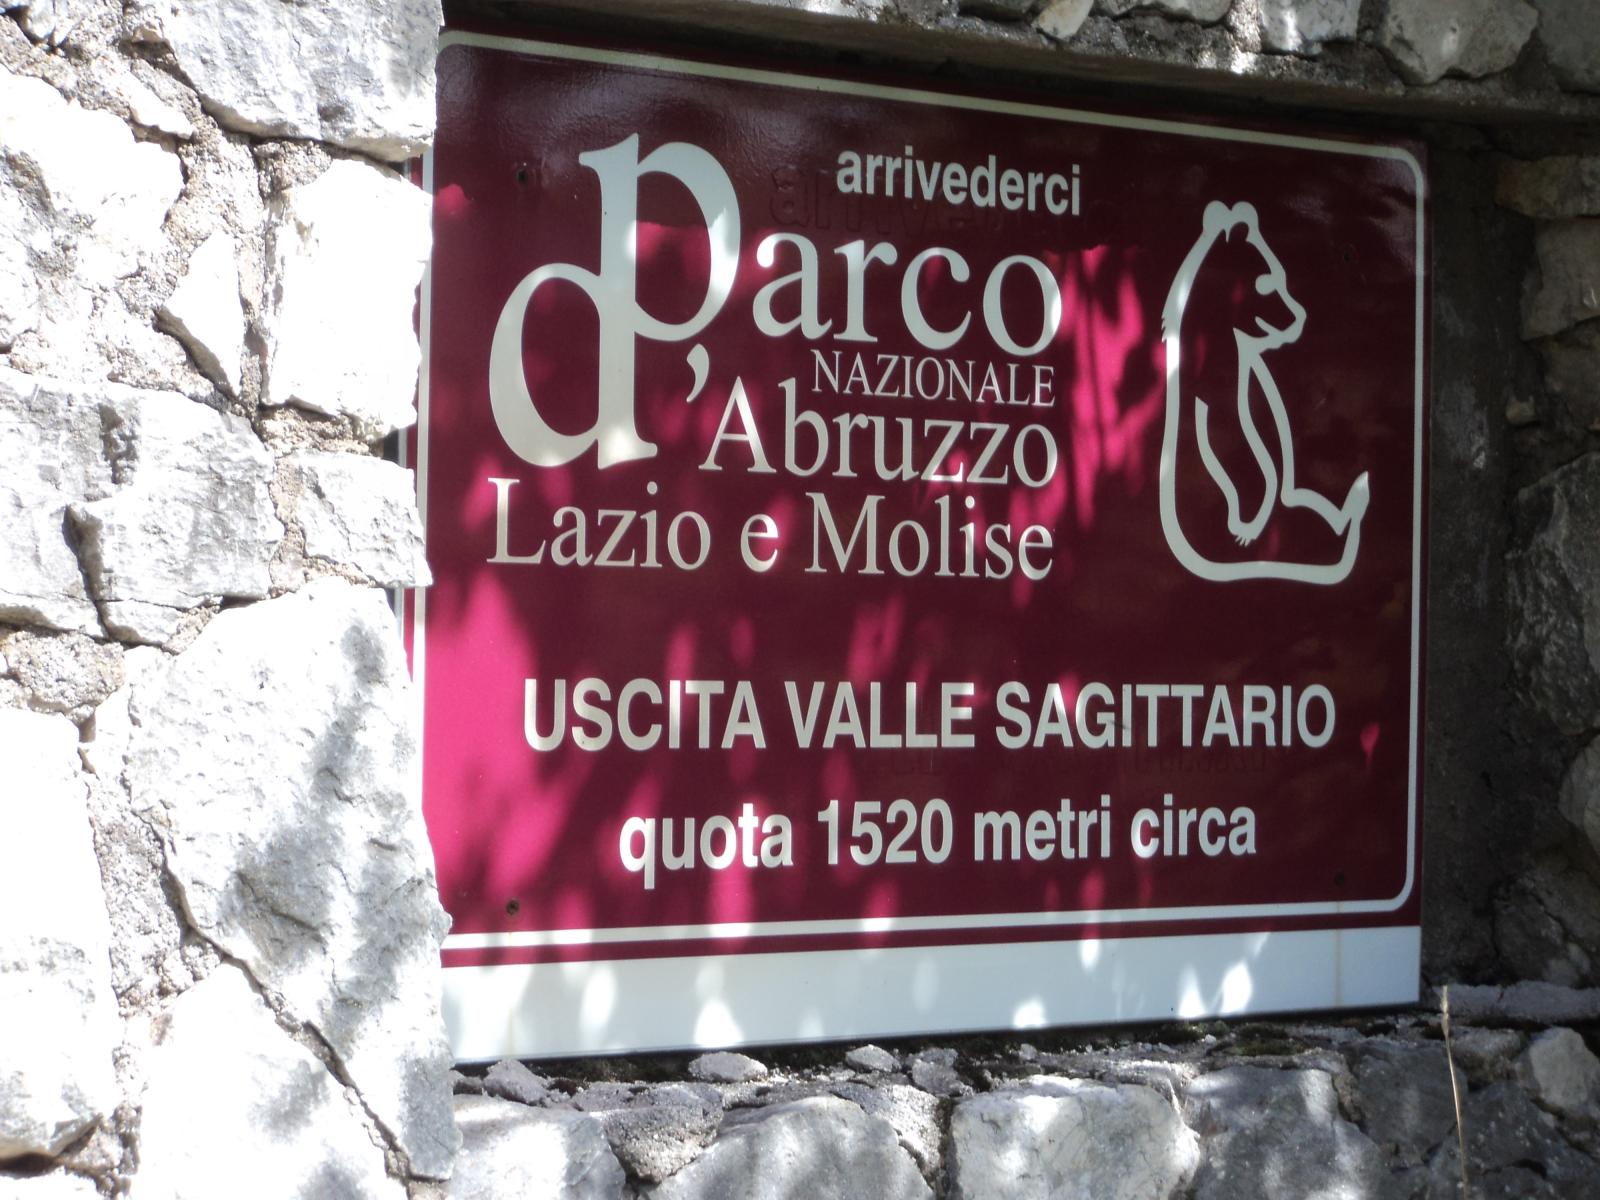 arrivederci
Parco
NAZIONALE
d'Abruzzo
Lazio e Molise
USCITA VALLE SAGITTARIO
quota 1520 metri circa